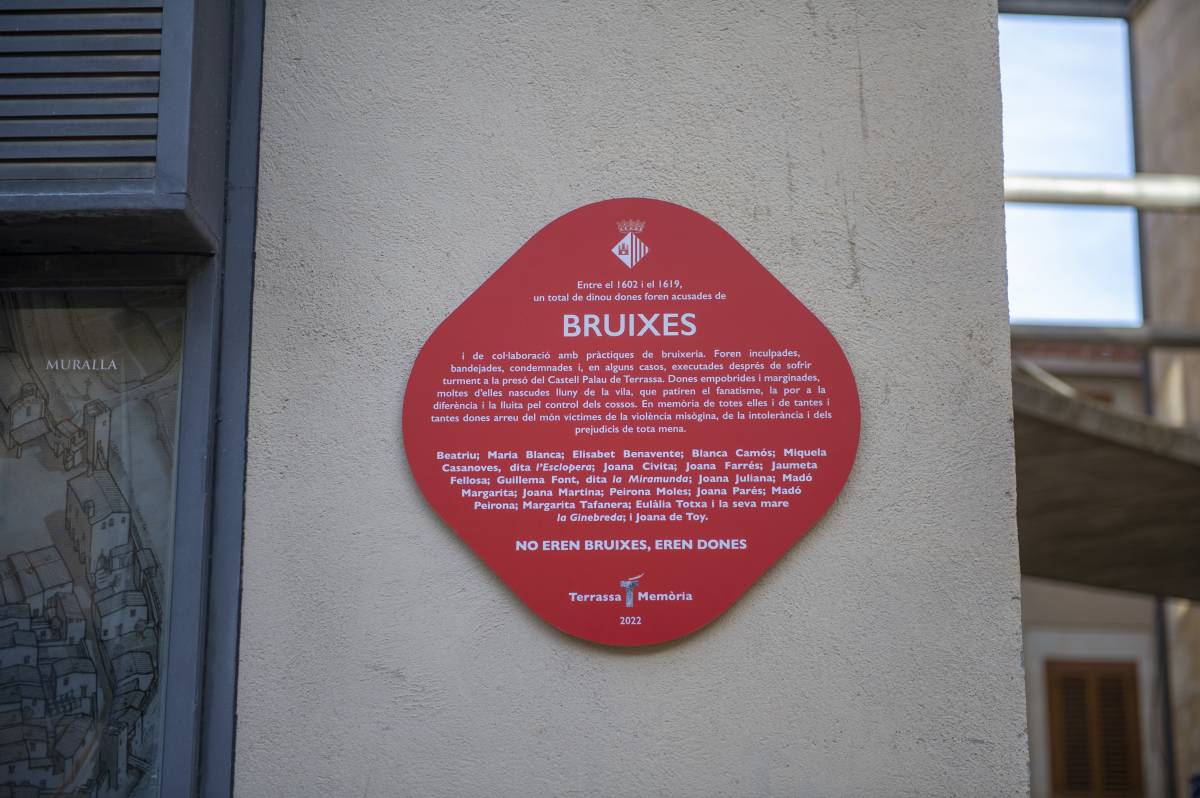 MURALLA
Entre el 1602 i el 1619,
un total de dinou dones foren acusades de
BRUIXES
i de col·laboració amb pràctiques de bruixeria. Foren inculpades,
bandejades, condemnades i, en alguns casos, executades després de sofrir
turment a la presó del Castell Palau de Terrassa. Dones empobrides i marginades,
moltes d'elles nascudes lluny de la vila, que patiren el fanatisme, la por a la
diferència i la lluita pel control dels cossos. En memòria de totes elles i de tantes i
tantes dones arreu del món víctimes de la violència misògina, de la intolerància i dels
prejudicis de tota mena.
Beatriu; Maria Blanca; Elisabet Benavente; Blanca Camós; Miquela
Casanoves, dita l'Esclopera; Joana Civita; Joana Farrés; Jaumeta
Fellosa; Guillema Font, dita la Miramunda; Joana Juliana; Madó
Margarita; Joana Martina; Peirona Moles; Joana Parés; Madó
Peirona; Margarita Tafanera; Eulàlia Totxa i la seva mare
la Ginebreda; i Joana de Toy.
NO EREN BRUIXES, EREN DONES
Terrassa T Memòria
2022